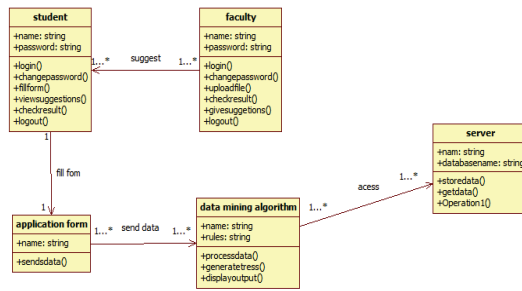 student
+name: string
+password: string
+login()
+changepassword()
+fillform()
+viewsuggestions()
+checkresult()
+logout()
faculty
+name: string
+password: string
+login()
+changepassword()
+uploadfile()
+checkresult()
+givesuggetions()
+logout()
1...*
suggest
1...*
1
fill fom
1
application form
+name: string
+sendsdata()
1...*
send data
1...*
data mining algorithm
+name: string
+rules: string
+processdata()
+generatetress()
+displayoutput()
1...*
acess
1...*
server
+nam: string
+databasename: string
+storedata()
+getdata()
+Operation1()